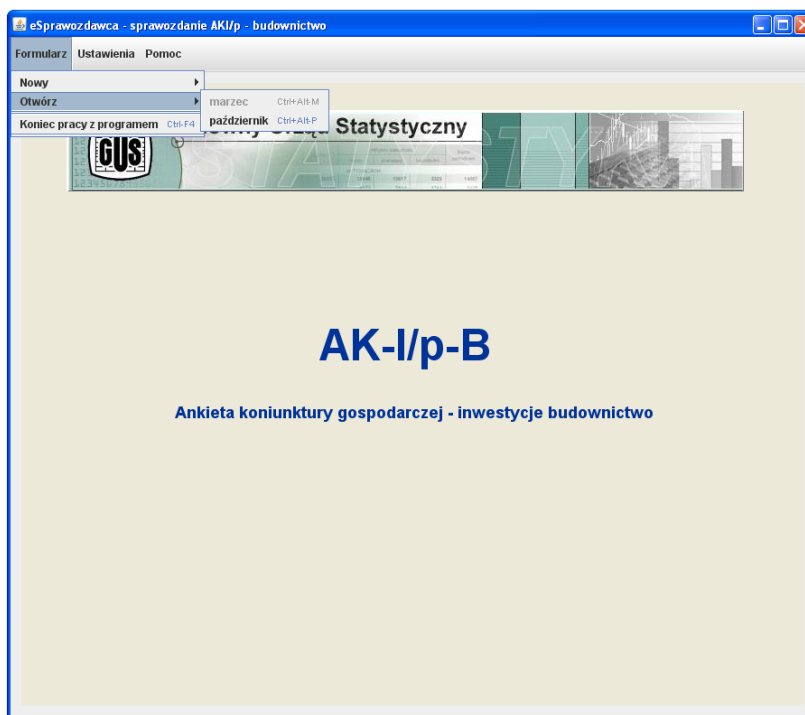 eSprawozdawca - sprawozdanie AKI/p - budownictwo
Formularz Ustawienia Pomoc
Nowy
Otwórz
marzec Ctrl+Alt-M
październik Ctrl+Alt-P
Koniec pracy z programem Ctrl-F4
Urząd Statystyczny
GUS
AK-I/p-B
Ankieta koniunktury gospodarczej - inwestycje budownictwo